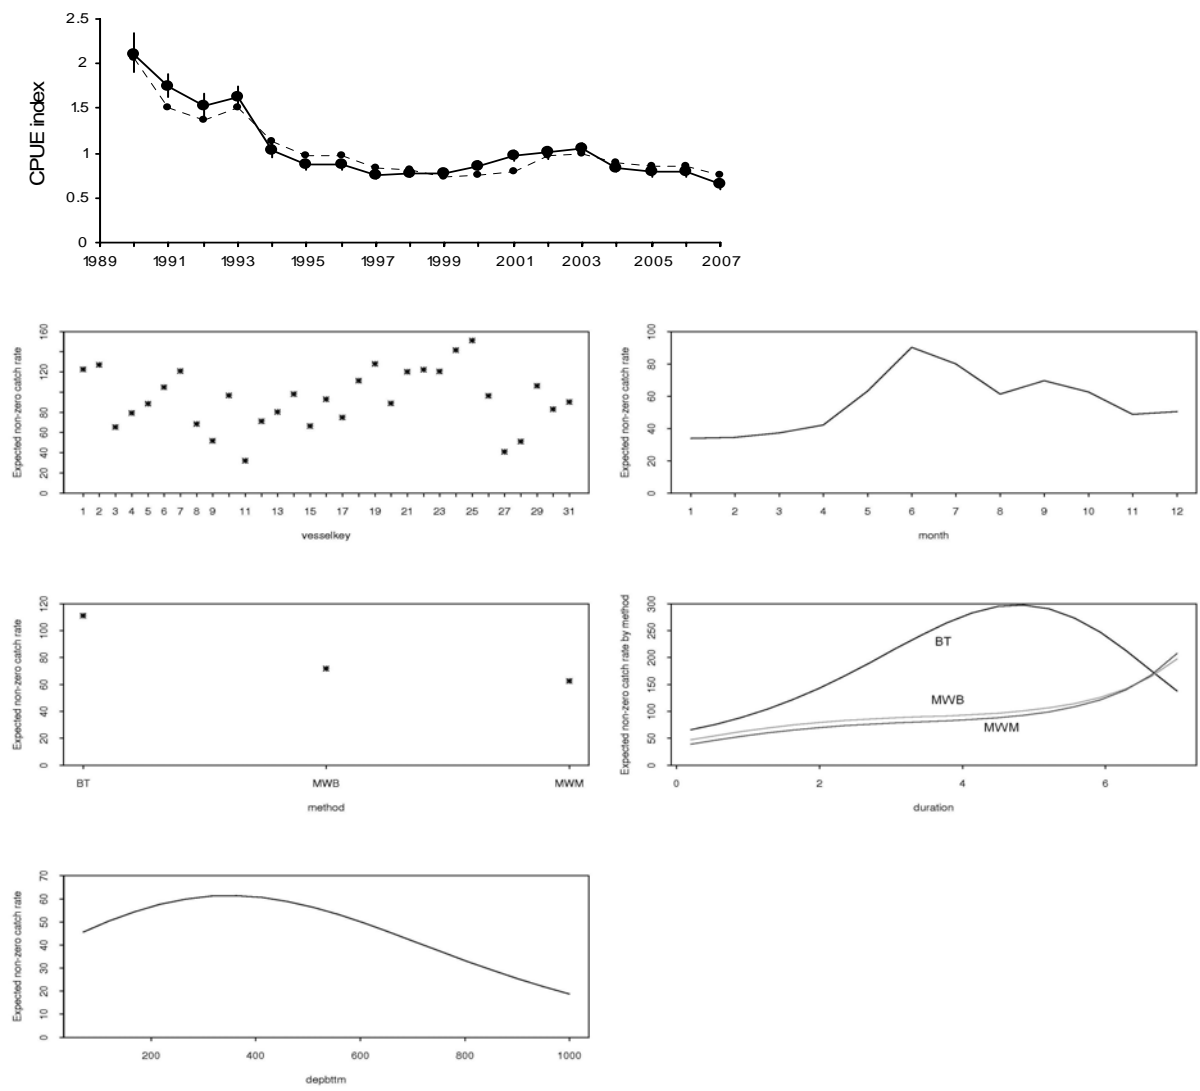 2.5
2
1.5
1
0.5
0
CPUE index
1989 1991 1993 1995 1997 1999 2001 2003 2005 2007
Expected non-zero catch rate
0 20 40 60 80 120 160
1 2 3 4 5 6 7 8 9 11 13 15 17 19 21 23 25 27 29 31
vesselkey
Expected non-zero catch rate
0 20 40 60 80 100
1 2 3 4 5 6 7 8 9 10 11 12
month
Expected non-zero catch rate
0 20 40 60 80 100 120
BT MWB MWM
method
Expected non-zero catch rate by method
0 50 100 150 200 250 300
BT
MWB
MWM
0 2 4 6
duration
Expected non-zero catch rate
0 10 20 30 40 50 60 70
200 400 600 800 1000
depbttm